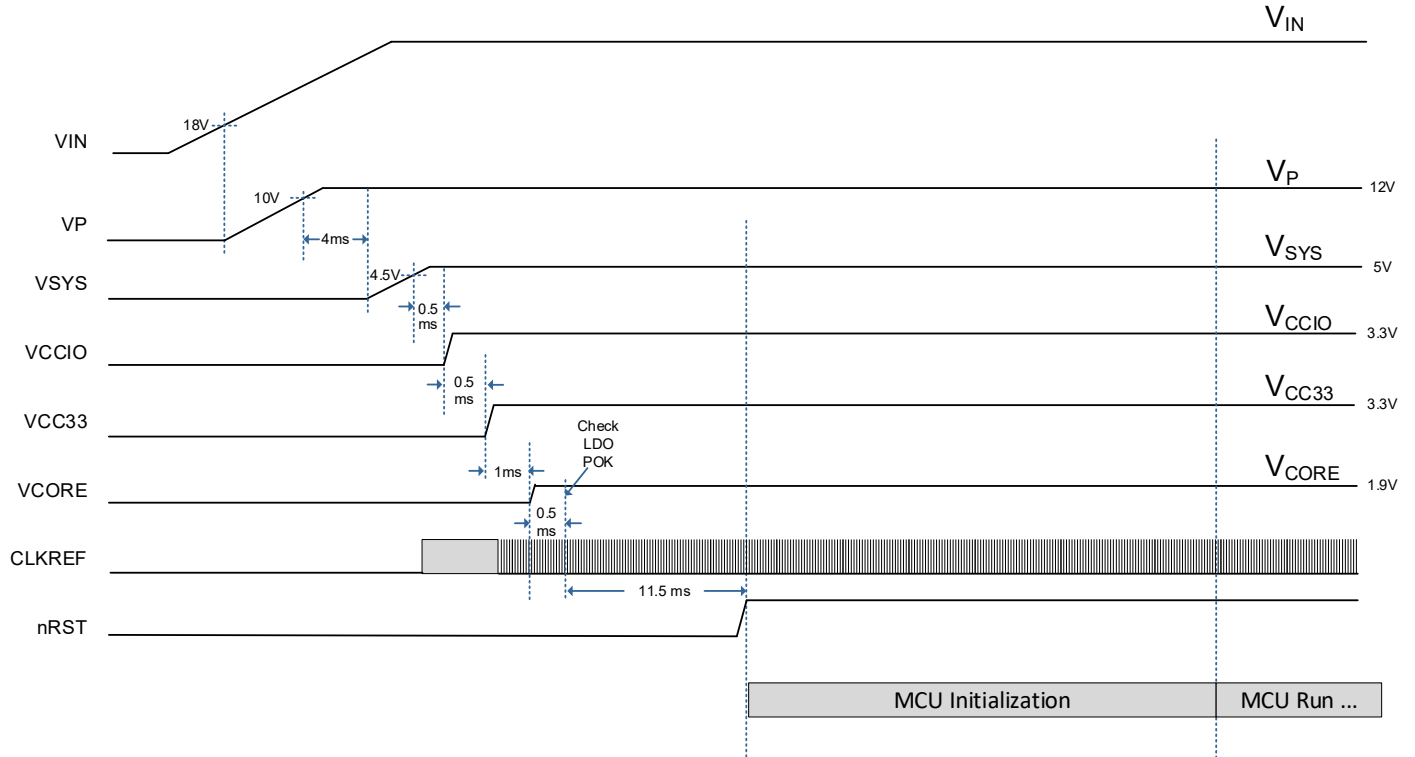 V_IN
18V
VIN
V_P
12V
10V
VP
4ms
V_SYS
5V
4.5V
VSYS
0.5
ms
V_CCIO
3.3V
VCCIO
0.5
ms
V_CC33
3.3V
VCC33
Check
LDO
POK
1ms
V_CORE
1.9V
VCORE
0.5
ms
CLKREF
11.5 ms
nRST
MCU Initialization
MCU Run ...